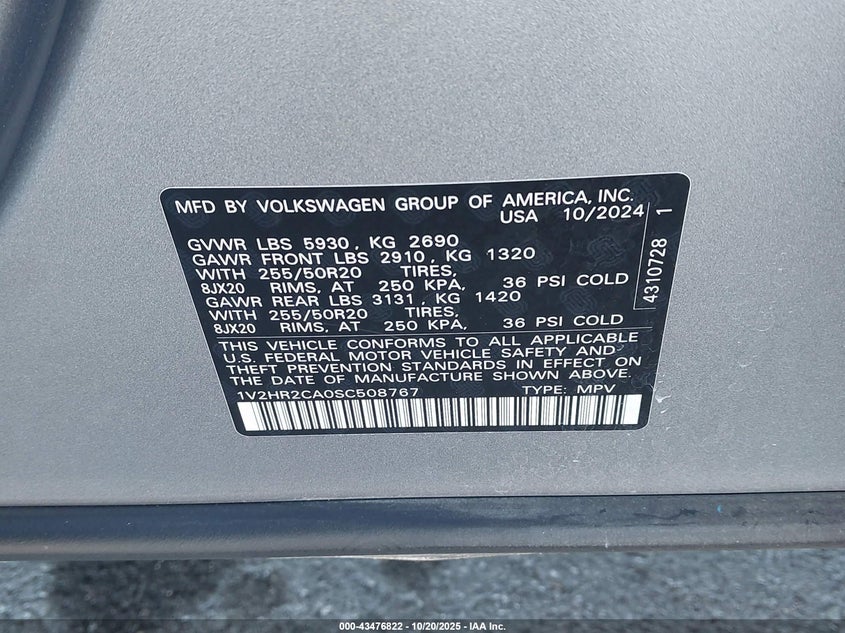 MFD BY VOLKSWAGEN GROUP OF AMERICA, INC.
USA 10/2024
GVWR LBS 5930 , KG 2690
GAWR FRONT LBS 2910 , KG 1320
WITH 255/50R20 TIRES,
8JX20 RIMS, AT 250 KPA, 36 PSI COLD
GAWR REAR LBS 3131 , KG 1420
WITH 255/50R20 TIRES,
8JX20 RIMS, AT 250 KPA, 36 PSI COLD
THIS VEHICLE CONFORMS TO ALL APPLICABLE
U.S. FEDERAL MOTOR VEHICLE SAFETY AND
THEFT PREVENTION STANDARDS IN EFFECT ON
THE DATE OF MANUFACTURE SHOWN ABOVE.
1V2HR2CA0SC508767 TYPE: MPV
4310728 1
000-43476822 - 10/20/2025 - IAA Inc.